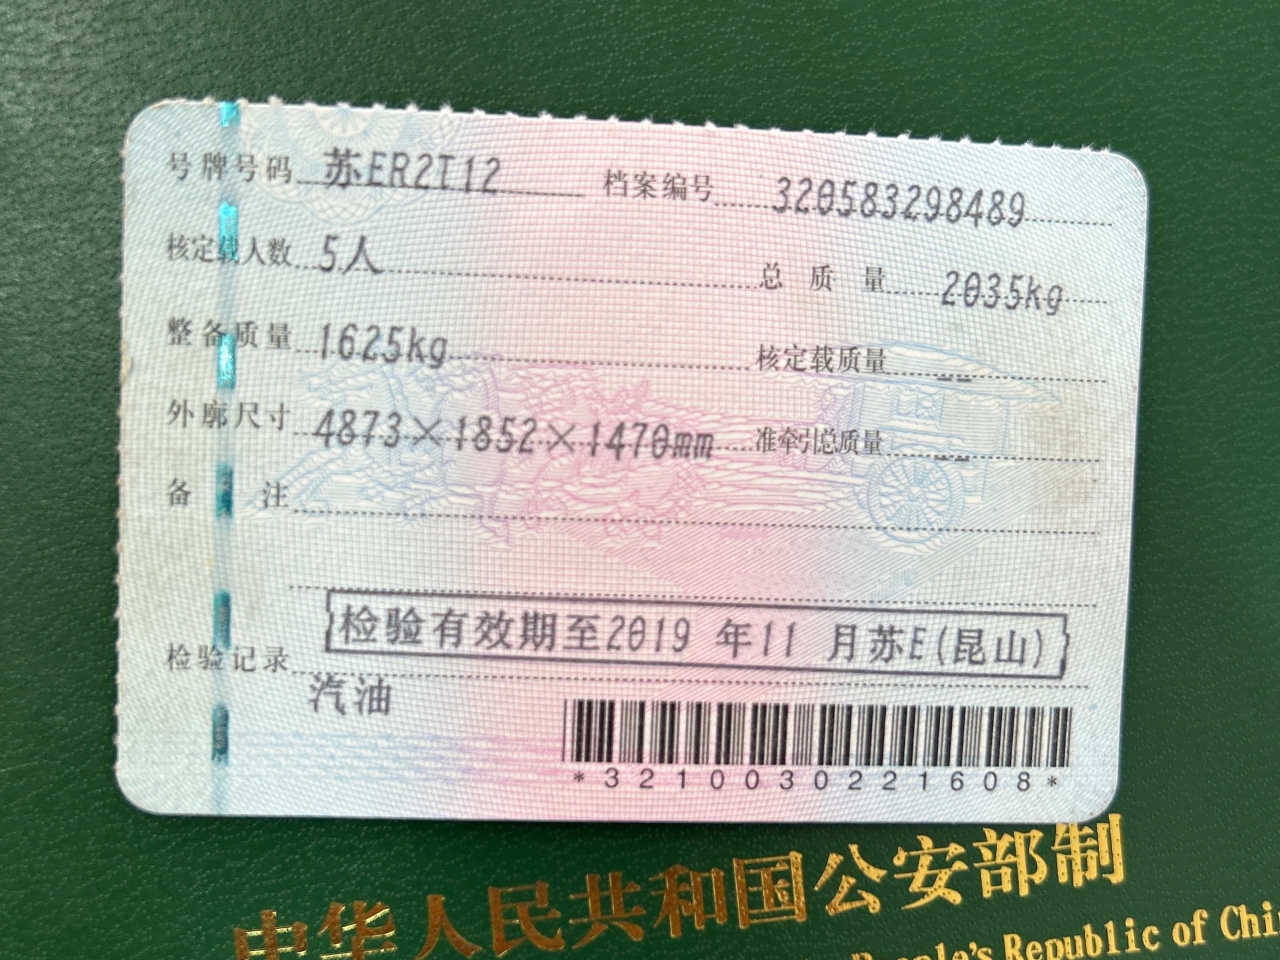 号牌号码 苏ER2T12 档案编号 320583298489
核定载人数 5人 总质量 2035kg
整备质量 1625kg 核定载质量 --
外廓尺寸 4873×1852×1470mm 准牵引总质量 --
备注
检验记录 检验有效期至2019 年11 月苏E(昆山)
汽油
*3210030221608*
中华人民共和国公安部制
People's Republic of Chi